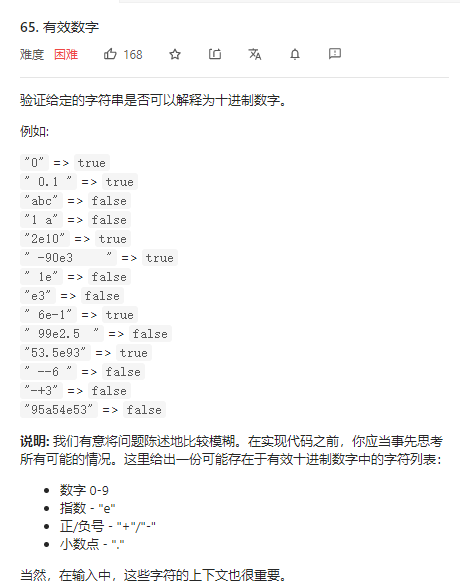 65. 有效数字
难度 困难 168
验证给定的字符串是否可以解释为十进制数字。
例如:
"0" => true
" 0.1 " => true
"abc" => false
"1 a" => false
"2e10" => true
" -90e3   " => true
" 1e" => false
"e3" => false
" 6e-1" => true
" 99e2.5 " => false
"53.5e93" => true
" --6 " => false
"-+3" => false
"95a54e53" => false
说明: 我们有意将问题陈述地比较模糊。在实现代码之前，你应当事先思考
所有可能的情况。这里给出一份可能存在于有效十进制数字中的字符列表：
• 数字 0-9
• 指数 - "e"
• 正/负号 - "+"/"-"
• 小数点 - "."
当然，在输入中，这些字符的上下文也很重要。